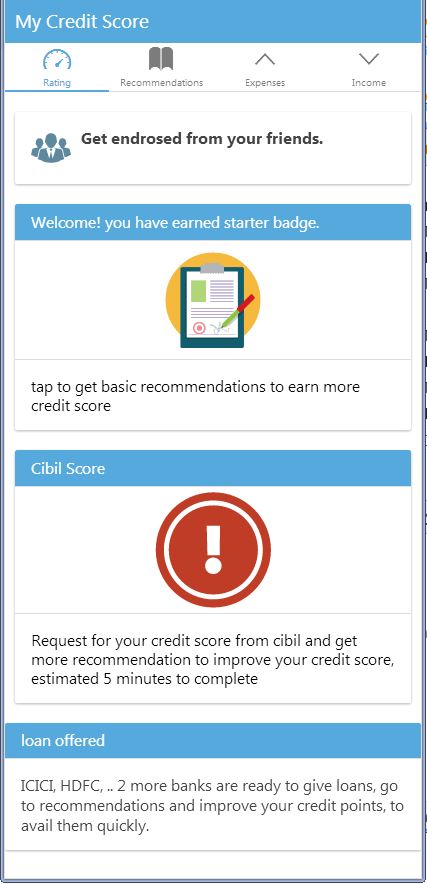 My Credit Score
Rating
Recommendations
Expenses
Income
Get endrosed from your friends.
Welcome! you have earned starter badge.
tap to get basic recommendations to earn more
credit score
Cibil Score
Request for your credit score from cibil and get
more recommendation to improve your credit score,
estimated 5 minutes to complete
loan offered
ICICI, HDFC, .. 2 more banks are ready to give loans, go
to recommendations and improve your credit points, to
avail them quickly.